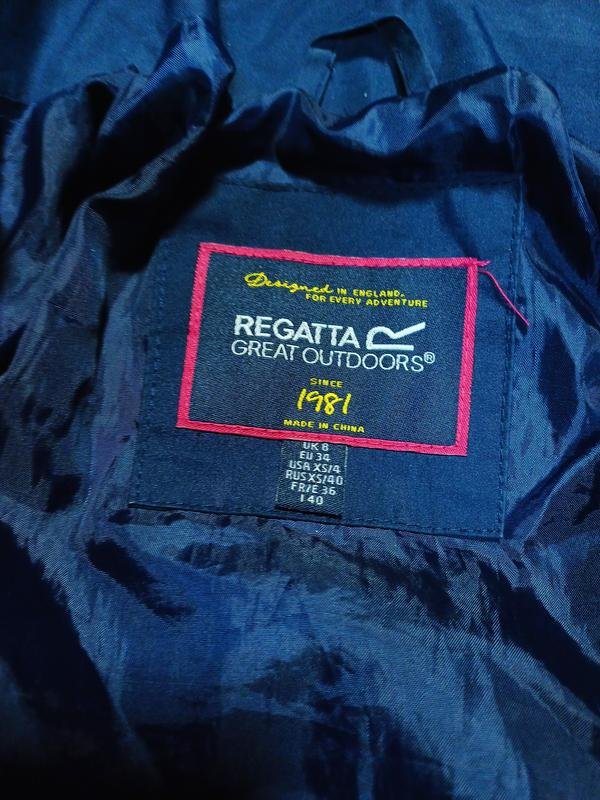 Designed IN ENGLAND.
FOR EVERY ADVENTURE
REGATTA
GREAT OUTDOORS®
SINCE
1981
MADE IN CHINA
UK 8
EU 34
USA XS/4
RUS XS/40
FR/E 36
I 40